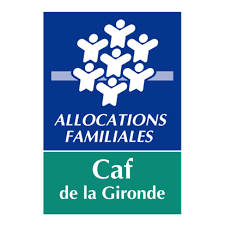 ALLOCATIONS
FAMILIALES
Caf
de la Gironde